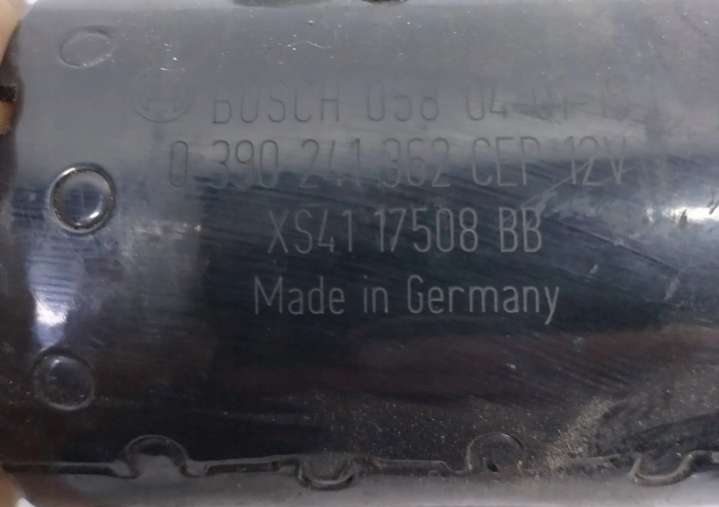 BOSCH 058 04
0 390 241 362 CEP 12V
XS41 17508 BB
Made in Germany